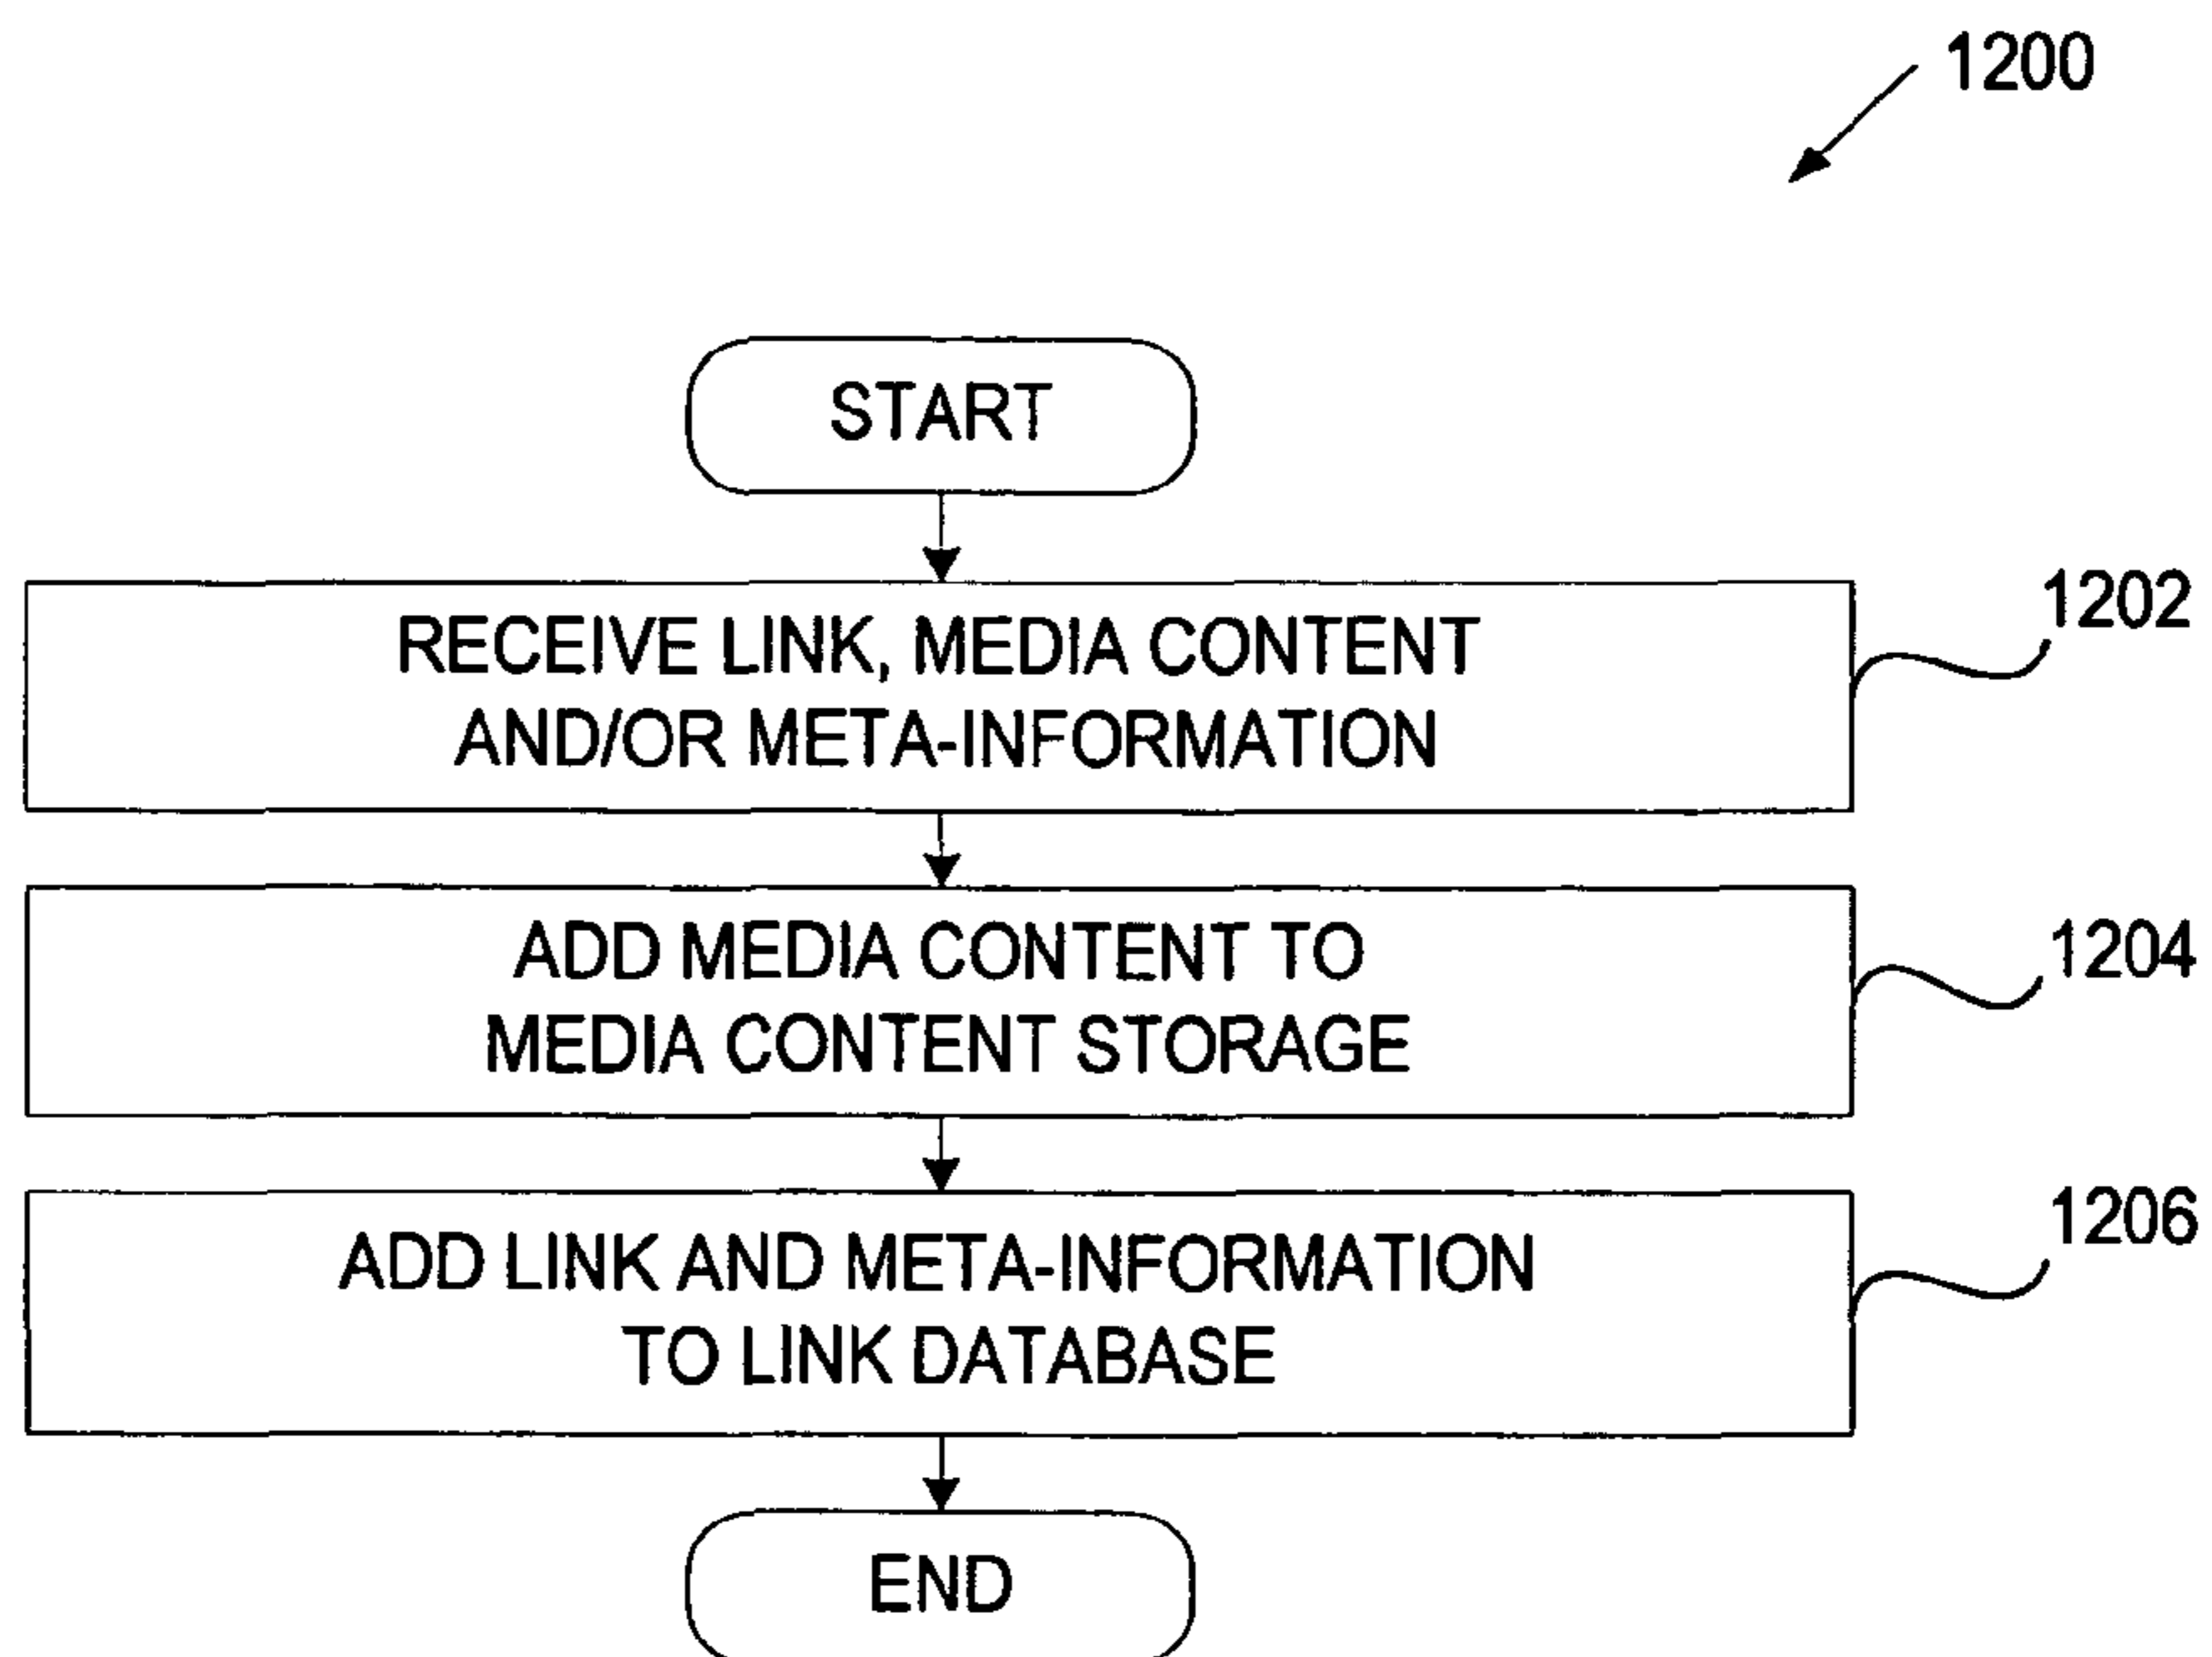 1200
START
RECEIVE LINK, MEDIA CONTENT
AND/OR META-INFORMATION
1202
ADD MEDIA CONTENT TO
MEDIA CONTENT STORAGE
1204
ADD LINK AND META-INFORMATION
TO LINK DATABASE
1206
END